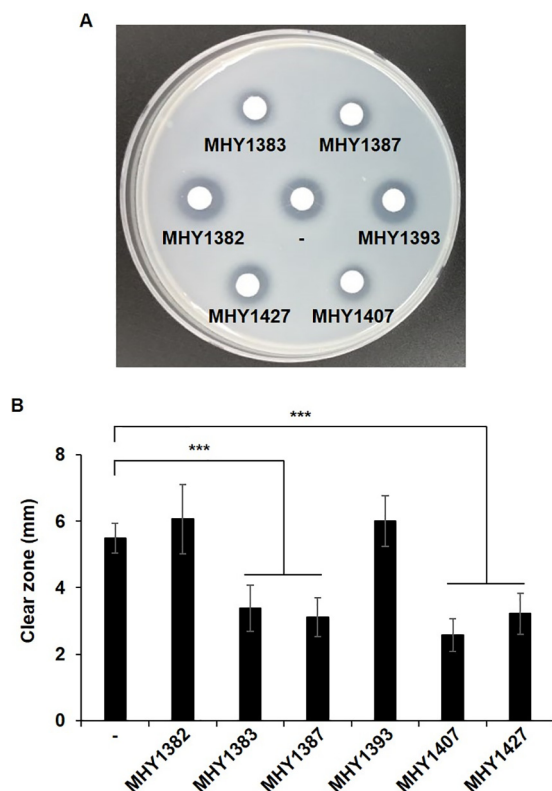 A
MHY1383 MHY1387
MHY1382 - MHY1393
MHY1427 MHY1407
B
***
***
8
6
4
2
0
Clear zone (mm)
- MHY1382 MHY1383 MHY1387 MHY1393 MHY1407 MHY1427